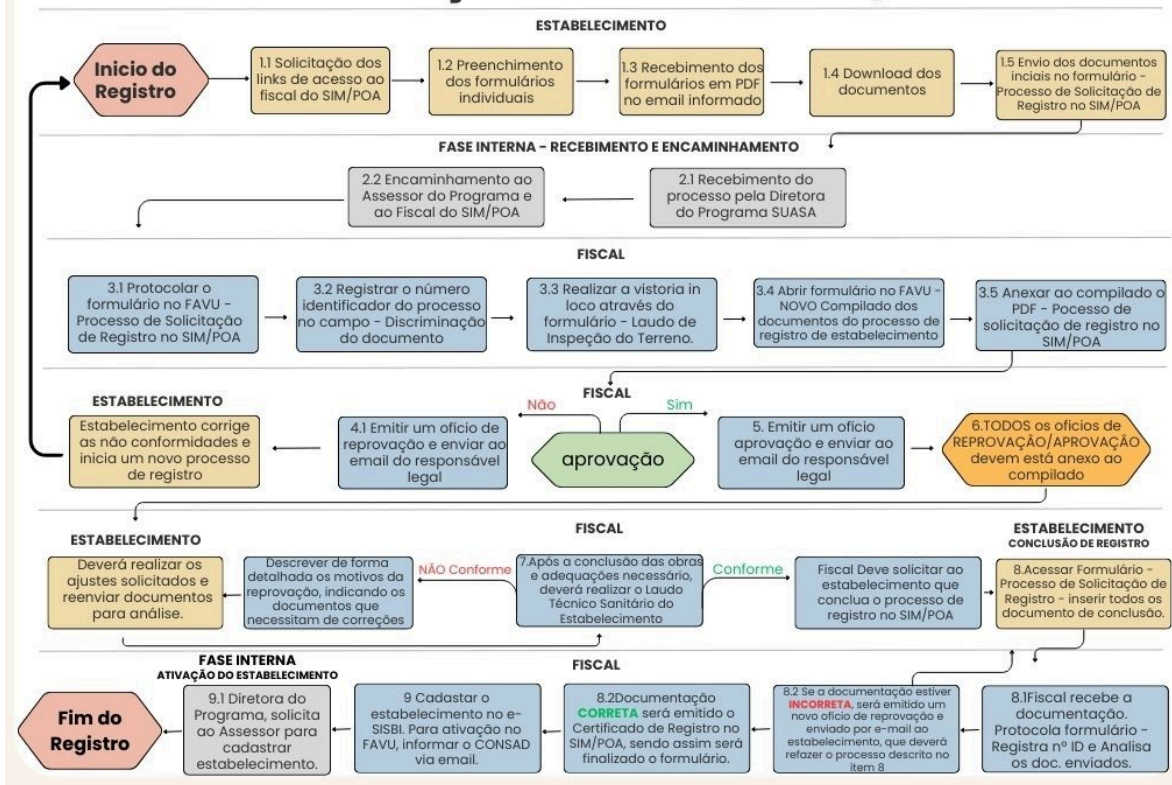 ESTABELECIMENTO
Inicio do
Registro
1.1 Solicitação dos
links de acesso ao
fiscal do SIM/POA
1.2 Preenchimento
dos formulários
individuais
1.3 Recebimento dos
formulários em PDF
no email informado
1.4 Download dos
documentos
1.5 Envio dos documentos
inciais no formulário -
Processo de Solicitação de
Registro no SIM/POA
FASE INTERNA - RECEBIMENTO E ENCAMINHAMENTO
2.2 Encaminhamento ao
Assessor do Programa e
ao Fiscal do SIM/POA
2.1 Recebimento do
processo pela Diretora
do Programa SUASA
FISCAL
3.1 Protocolar o
formulário no FAVU -
Processo de Solicitação
de Registro no SIM/POA
3.2 Registrar o número
identificador do processo
no campo - Discriminação
do documento
3.3 Realizar a vistoria in
loco através do
formulário - Laudo de
Inspeção do Terreno.
3.4 Abrir formulário no FAVU -
NOVO Compilado dos
documentos do processo de
registro de estabelecimento
3.5 Anexar ao compilado o
PDF - Pocesso de
solicitação de registro no
SIM/POA
FISCAL
ESTABELECIMENTO
Estabelecimento corrige
as não conformidades e
inicia um novo processo
de registro
4.1 Emitir um ofício de
reprovação e enviar ao
email do responsável
legal
Não
aprovação
Sim
5. Emitir um ofício
aprovação e enviar ao
email do responsável
legal
6.TODOS os ofícios de
REPROVAÇÃO/APROVAÇÃO
devem está anexo ao
compilado
FISCAL
ESTABELECIMENTO
Deverá realizar os
ajustes solicitados e
reenviar documentos
para análise.
Descrever de forma
detalhada os motivos da
reprovação, indicando os
documentos que
necessitam de correções
NÃO Conforme
7.Após a conclusão das obras
e adequações necessário,
deverá realizar o Laudo
Técnico Sanitário do
Estabelecimento
Conforme
Fiscal Deve solicitar ao
estabelecimento que
conclua o processo de
registro no SIM/POA
ESTABELECIMENTO
CONCLUSÃO DE REGISTRO
8.Acessar Formulário -
Processo de Solicitação de
Registro - inserir todos os
documento de conclusão.
FASE INTERNA
ATIVAÇÃO DO ESTABELECIMENTO
FISCAL
Fim do
Registro
9.1 Diretora do
Programa, solicita
ao Assessor para
cadastrar
estabelecimento.
9 Cadastar o
estabelecimento no e-
SISBI. Para ativação no
FAVU, informar o CONSAD
via email.
8.2Documentação
CORRETA será emitido o
Certificado de Registro no
SIM/POA, sendo assim será
finalizado o formulário.
8.2 Se a documentação estiver
INCORRETA, será emitido um
novo ofício de reprovação e
enviado por e-mail ao
estabelecimento, que deverá
refazer o processo descrito no
item 8
8.1Fiscal recebe a
documentação.
Protocola formulário -
Registra nº ID e Analisa
os doc. enviados.